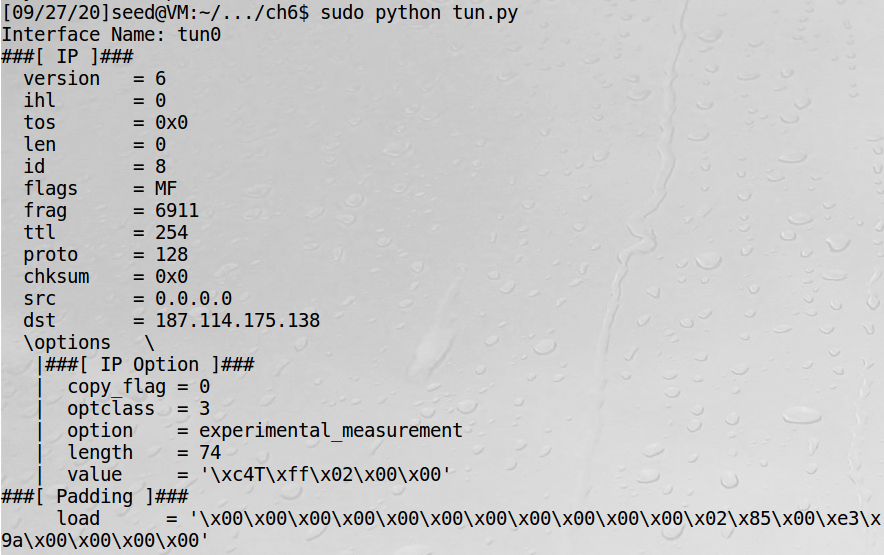 [09/27/20]seed@VM:~/.../ch6$ sudo python tun.py
Interface Name: tun0
###[ IP ]###
  version   = 6
  ihl       = 0
  tos       = 0x0
  len       = 0
  id        = 8
  flags     = MF
  frag      = 6911
  ttl       = 254
  proto     = 128
  chksum    = 0x0
  src       = 0.0.0.0
  dst       = 187.114.175.138
  \options   \
   |###[ IP Option ]###
   |  copy_flag = 0
   |  optclass  = 3
   |  option    = experimental_measurement
   |  length    = 74
   |  value     = '\xc4T\xff\x02\x00\x00'
###[ Padding ]###
     load      = '\x00\x00\x00\x00\x00\x00\x00\x00\x00\x00\x00\x02\x85\x00\xe3\x
9a\x00\x00\x00\x00'